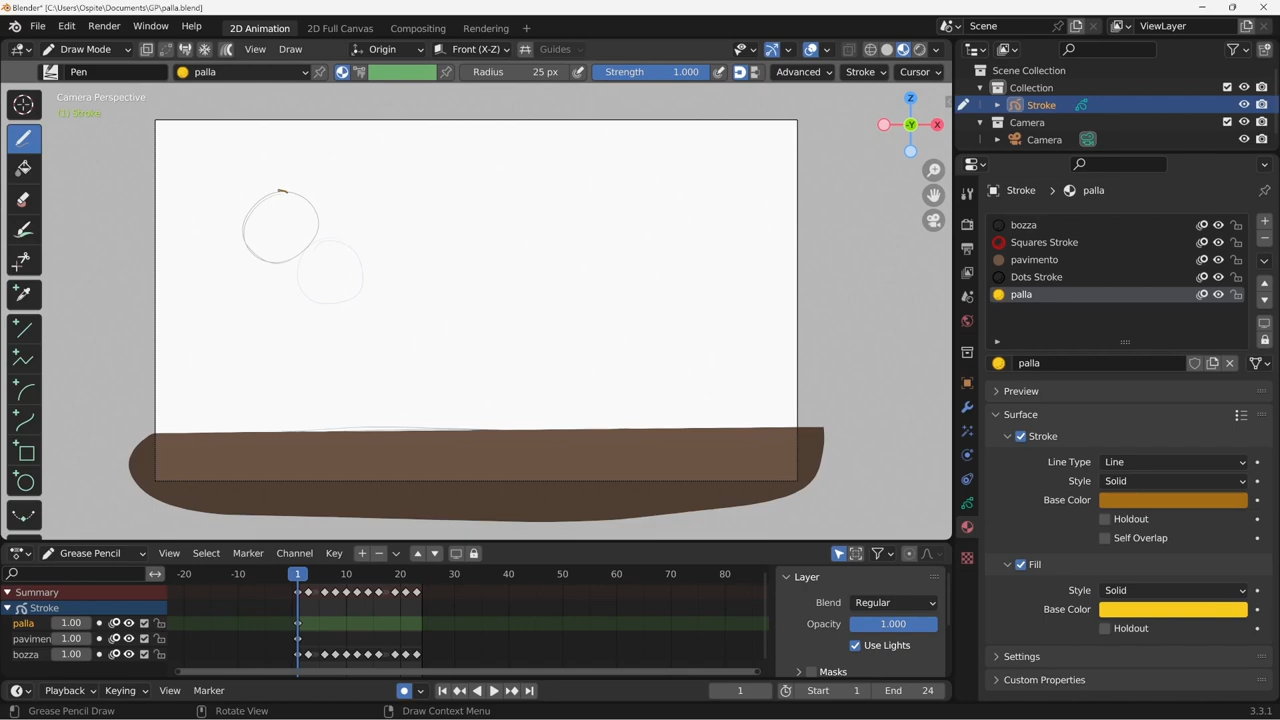 Blender* [C:\Users\Ospite\Documents\GP\palla.blend]
File Edit Render Window Help 2D Animation 2D Full Canvas Compositing Rendering + Scene ViewLayer
Draw Mode View Draw Origin Front (X-Z) Guides
Pen palla Radius 25 px Strength 1.000 Advanced Stroke Cursor
Scene Collection
Collection
Stroke
Camera
Camera
Camera Perspective
(1) Stroke
Z
-Y
X
Stroke > palla
bozza
Squares Stroke
pavimento
Dots Stroke
palla
palla
Preview
Surface
Stroke
Line Type Line
Style Solid
Base Color
Holdout
Self Overlap
Fill
Style Solid
Base Color
Holdout
Settings
Custom Properties
Grease Pencil View Select Marker Channel Key
-20 -10 1 10 20 30 40 50 60 70 80
Summary
Stroke
palla 1.00
pavimen 1.00
bozza 1.00
Layer
Blend Regular
Opacity 1.000
Use Lights
Masks
Playback Keying View Marker 1 Start 1 End 24
Grease Pencil Draw Rotate View Draw Context Menu 3.3.1